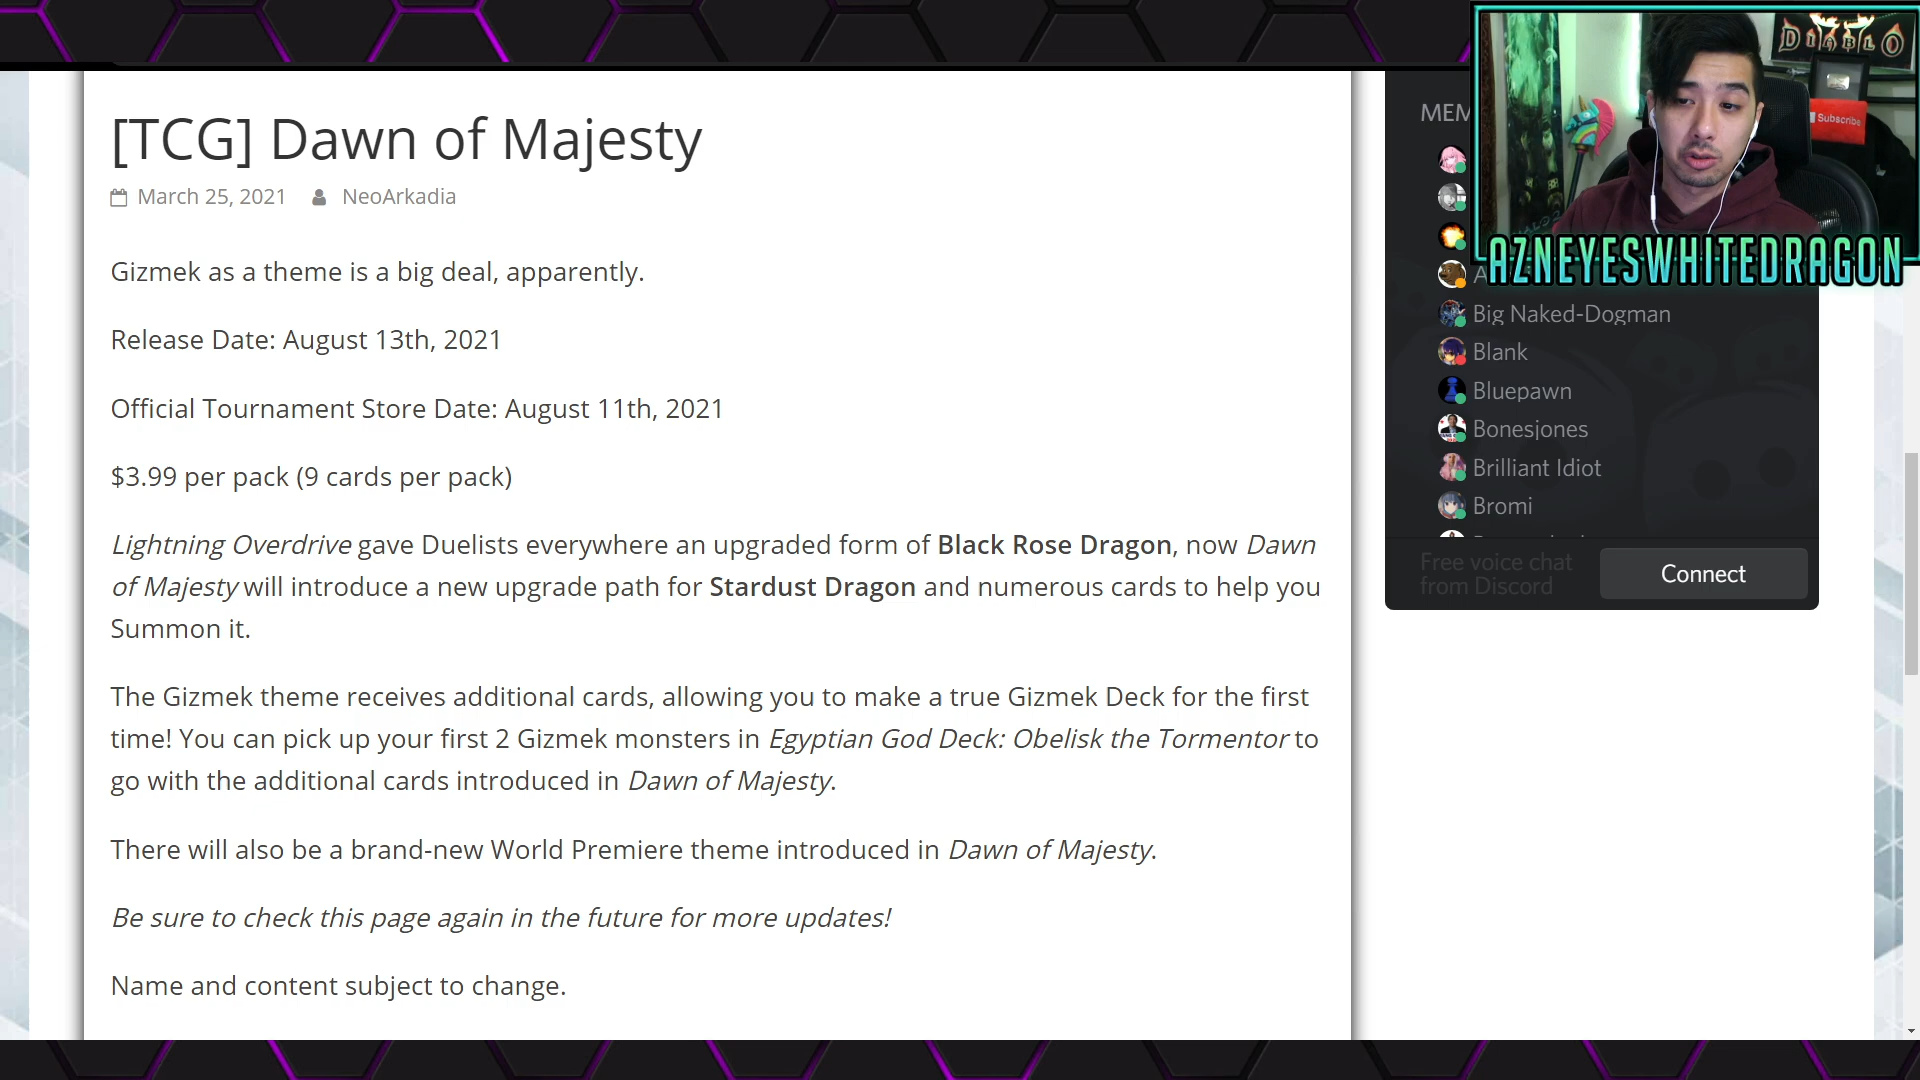 [TCG] Dawn of Majesty
March 25, 2021 NeoArkadia
Gizmek as a theme is a big deal, apparently.
Release Date: August 13th, 2021
Official Tournament Store Date: August 11th, 2021
$3.99 per pack (9 cards per pack)
Lightning Overdrive gave Duelists everywhere an upgraded form of Black Rose Dragon, now Dawn
of Majesty will introduce a new upgrade path for Stardust Dragon and numerous cards to help you
Summon it.
The Gizmek theme receives additional cards, allowing you to make a true Gizmek Deck for the first
time! You can pick up your first 2 Gizmek monsters in Egyptian God Deck: Obelisk the Tormentor to
go with the additional cards introduced in Dawn of Majesty.
There will also be a brand-new World Premiere theme introduced in Dawn of Majesty.
Be sure to check this page again in the future for more updates!
Name and content subject to change.
DIABLO
Subscribe
AZNEYESWHITEDRAGON
MEM
A
Big Naked-Dogman
Blank
Bluepawn
Bonesjones
Brilliant Idiot
Bromi
Free voice chat
from Discord
Connect